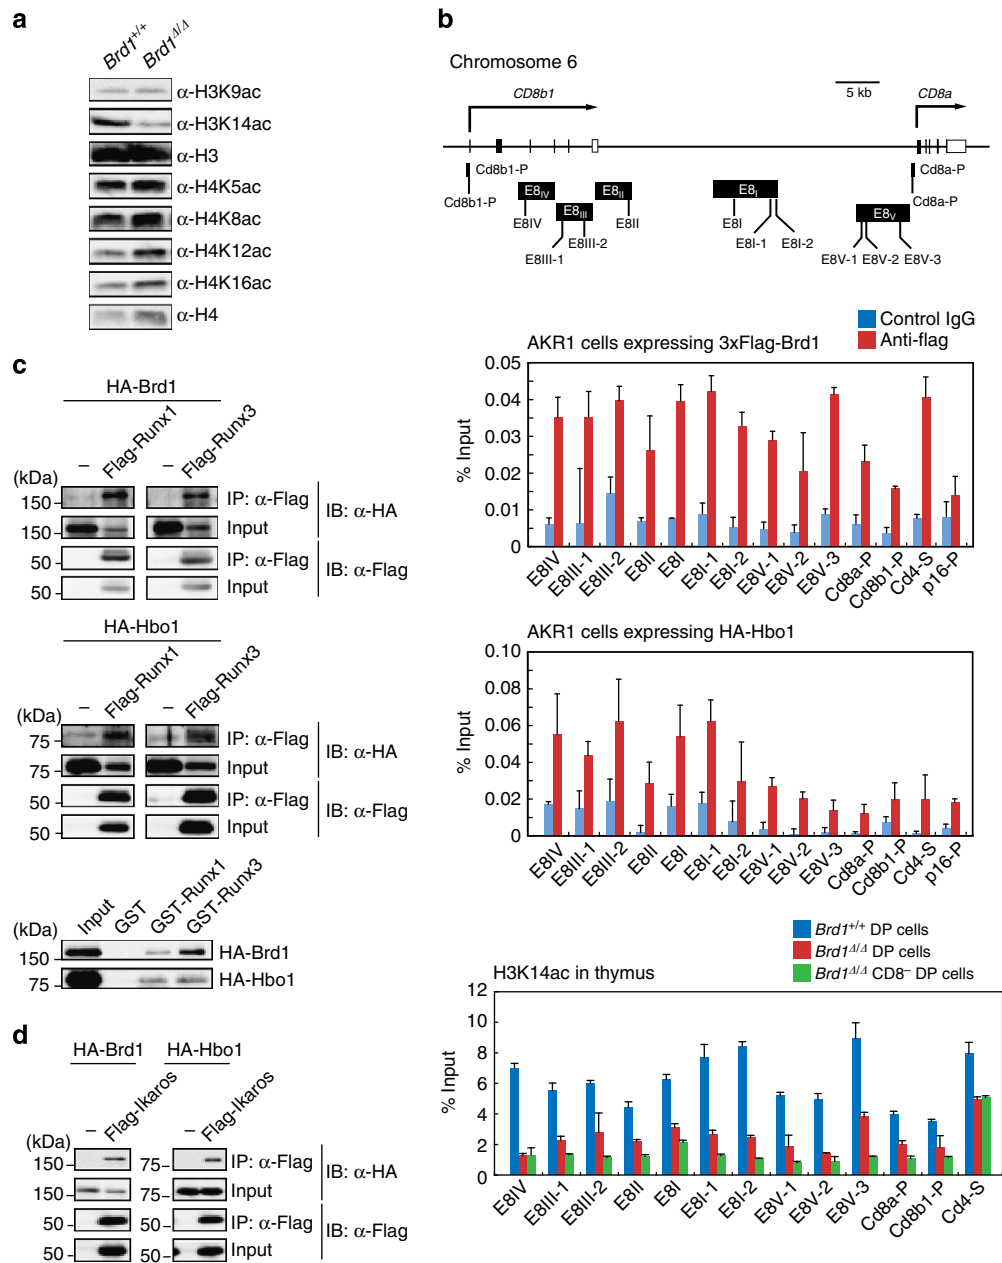 a
Brd1+/+ Brd1Δ/Δ
α-H3K9ac
α-H3K14ac
α-H3
α-H4K5ac
α-H4K8ac
α-H4K12ac
α-H4K16ac
α-H4
b
Chromosome 6
CD8b1
5 kb
CD8a
Cd8b1-P
Cd8a-P
E8IV
E8II
E8I
E8III
E8V
Cd8b1-P
E8IV
E8III-1
E8III-2
E8II
E8I
E8I-1
E8I-2
Cd8a-P
E8V-1
E8V-2
E8V-3
Control IgG
Anti-flag
AKR1 cells expressing 3xFlag-Brd1
% Input
0.05
0.04
0.03
0.02
0.01
0
E8IV E8III-1 E8III-2 E8II E8I E8I-1 E8I-2 E8V-1 E8V-2 E8V-3 Cd8a-P Cd8b1-P Cd4-S p16-P
AKR1 cells expressing HA-Hbo1
% Input
0.10
0.08
0.06
0.04
0.02
0
E8IV E8III-1 E8III-2 E8II E8I E8I-1 E8I-2 E8V-1 E8V-2 E8V-3 Cd8a-P Cd8b1-P Cd4-S p16-P
Brd1+/+ DP cells
Brd1Δ/Δ DP cells
Brd1Δ/Δ CD8− DP cells
H3K14ac in thymus
% Input
12
10
8
6
4
2
0
E8IV E8III-1 E8III-2 E8II E8I E8I-1 E8I-2 E8V-1 E8V-2 E8V-3 Cd8a-P Cd8b1-P Cd4-S
c
HA-Brd1
– Flag-Runx1 – Flag-Runx3
(kDa)
150 IP: α-Flag
150 Input
IB: α-HA
50 IP: α-Flag
50 Input
IB: α-Flag
HA-Hbo1
– Flag-Runx1 – Flag-Runx3
(kDa)
75 IP: α-Flag
75 Input
IB: α-HA
50 IP: α-Flag
50 Input
IB: α-Flag
Input GST GST-Runx1 GST-Runx3
(kDa)
150 HA-Brd1
75 HA-Hbo1
d
HA-Brd1 HA-Hbo1
– Flag-Ikaros – Flag-Ikaros
(kDa)
150 75 IP: α-Flag
150 75 Input
IB: α-HA
50 50 IP: α-Flag
50 50 Input
IB: α-Flag